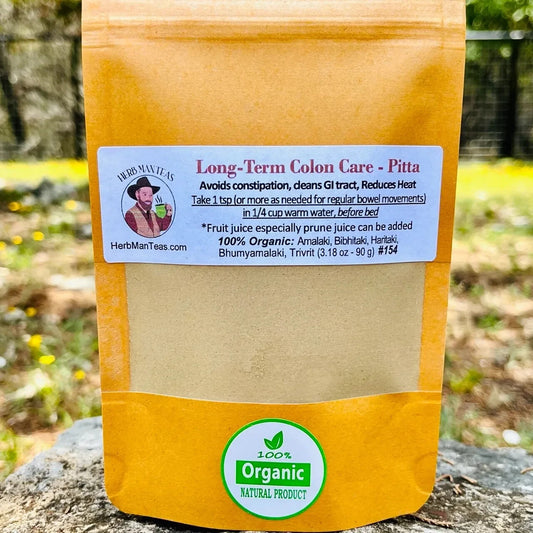 HERB MAN TEAS
HerbManTeas.com
Long-Term Colon Care - Pitta
Avoids constipation, cleans GI tract, Reduces Heat
Take 1 tsp (or more as needed for regular bowel movements)
in 1/4 cup warm water, before bed
*Fruit juice especially prune juice can be added
100% Organic: Amalaki, Bibhitaki, Haritaki,
Bhumyamalaki, Trivrit (3.18 oz - 90 g) #154
100%
Organic
NATURAL PRODUCT